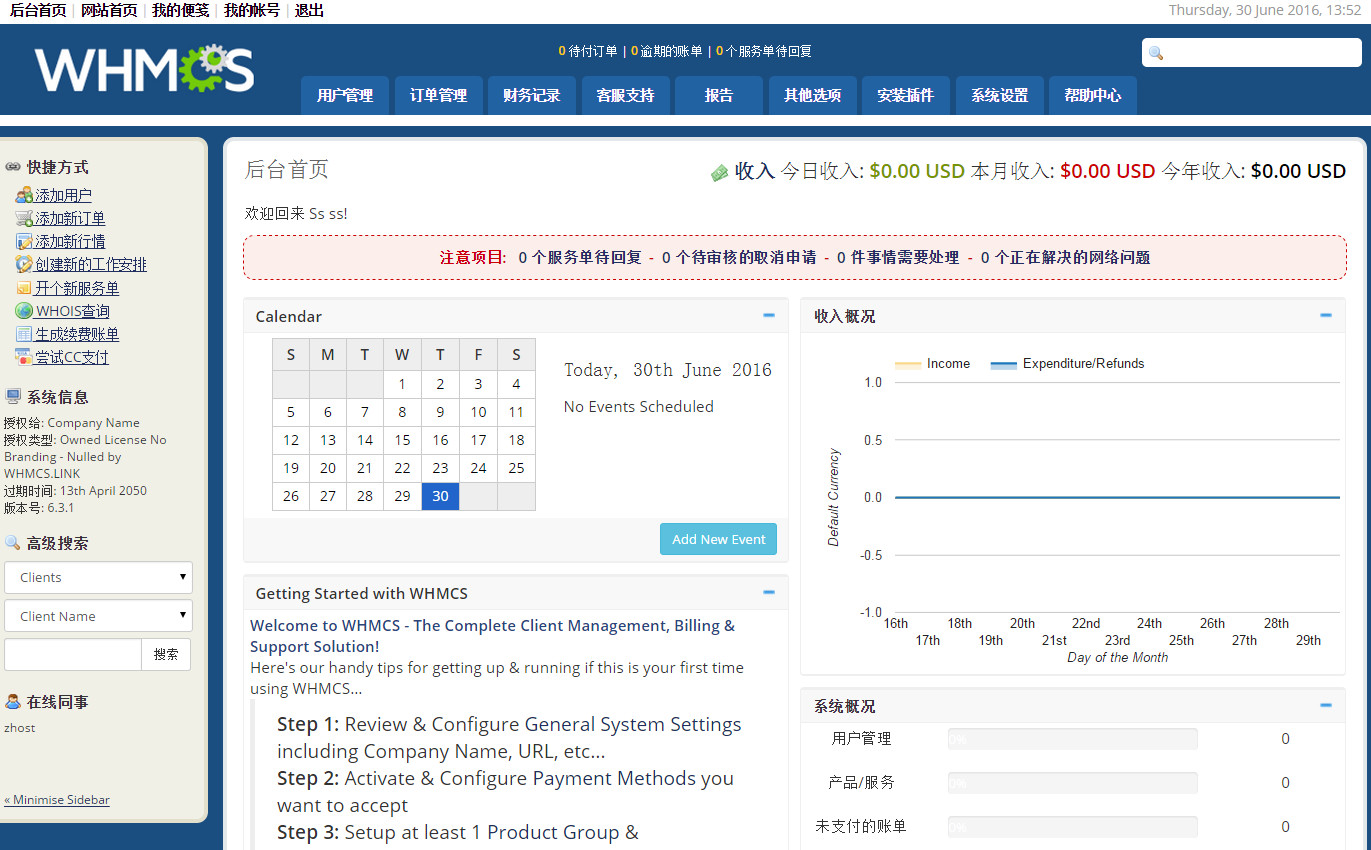 后台首页 | 网站首页 | 我的便笺 | 我的帐号 | 退出
Thursday, 30 June 2016, 13:52
WHMCS
0 待付订单 | 0 逾期的账单 | 0 个服务单待回复
用户管理 订单管理 财务记录 客服支持 报告 其他选项 安装插件 系统设置 帮助中心
快捷方式
添加用户
添加新订单
添加新行情
创建新的工作安排
开个新服务单
WHOIS查询
生成续费账单
尝试CC支付
系统信息
授权给: Company Name
授权类型: Owned License No
Branding - Nulled by
WHMCS.LINK
过期时间: 13th April 2050
版本号: 6.3.1
高级搜索
Clients
Client Name
搜索
在线同事
zhost
« Minimise Sidebar
后台首页
收入 今日收入: $0.00 USD 本月收入: $0.00 USD 今年收入: $0.00 USD
欢迎回来 Ss ss!
注意项目: 0 个服务单待回复 - 0 个待审核的取消申请 - 0 件事情需要处理 - 0 个正在解决的网络问题
Calendar
S M T W T F S
1 2 3 4
5 6 7 8 9 10 11
12 13 14 15 16 17 18
19 20 21 22 23 24 25
26 27 28 29 30
Today, 30th June 2016
No Events Scheduled
Add New Event
Getting Started with WHMCS
Welcome to WHMCS - The Complete Client Management, Billing &
Support Solution!
Here's our handy tips for getting up & running if this is your first time
using WHMCS...
Step 1: Review & Configure General System Settings
including Company Name, URL, etc...
Step 2: Activate & Configure Payment Methods you
want to accept
Step 3: Setup at least 1 Product Group &
收入概况
Income Expenditure/Refunds
1.0
0.5
0.0
-0.5
-1.0
Default Currency
16th 18th 20th 22nd 24th 26th 28th
17th 19th 21st 23rd 25th 27th 29th
Day of the Month
系统概况
用户管理 0% 0
产品/服务 0% 0
未支付的账单 0% 0